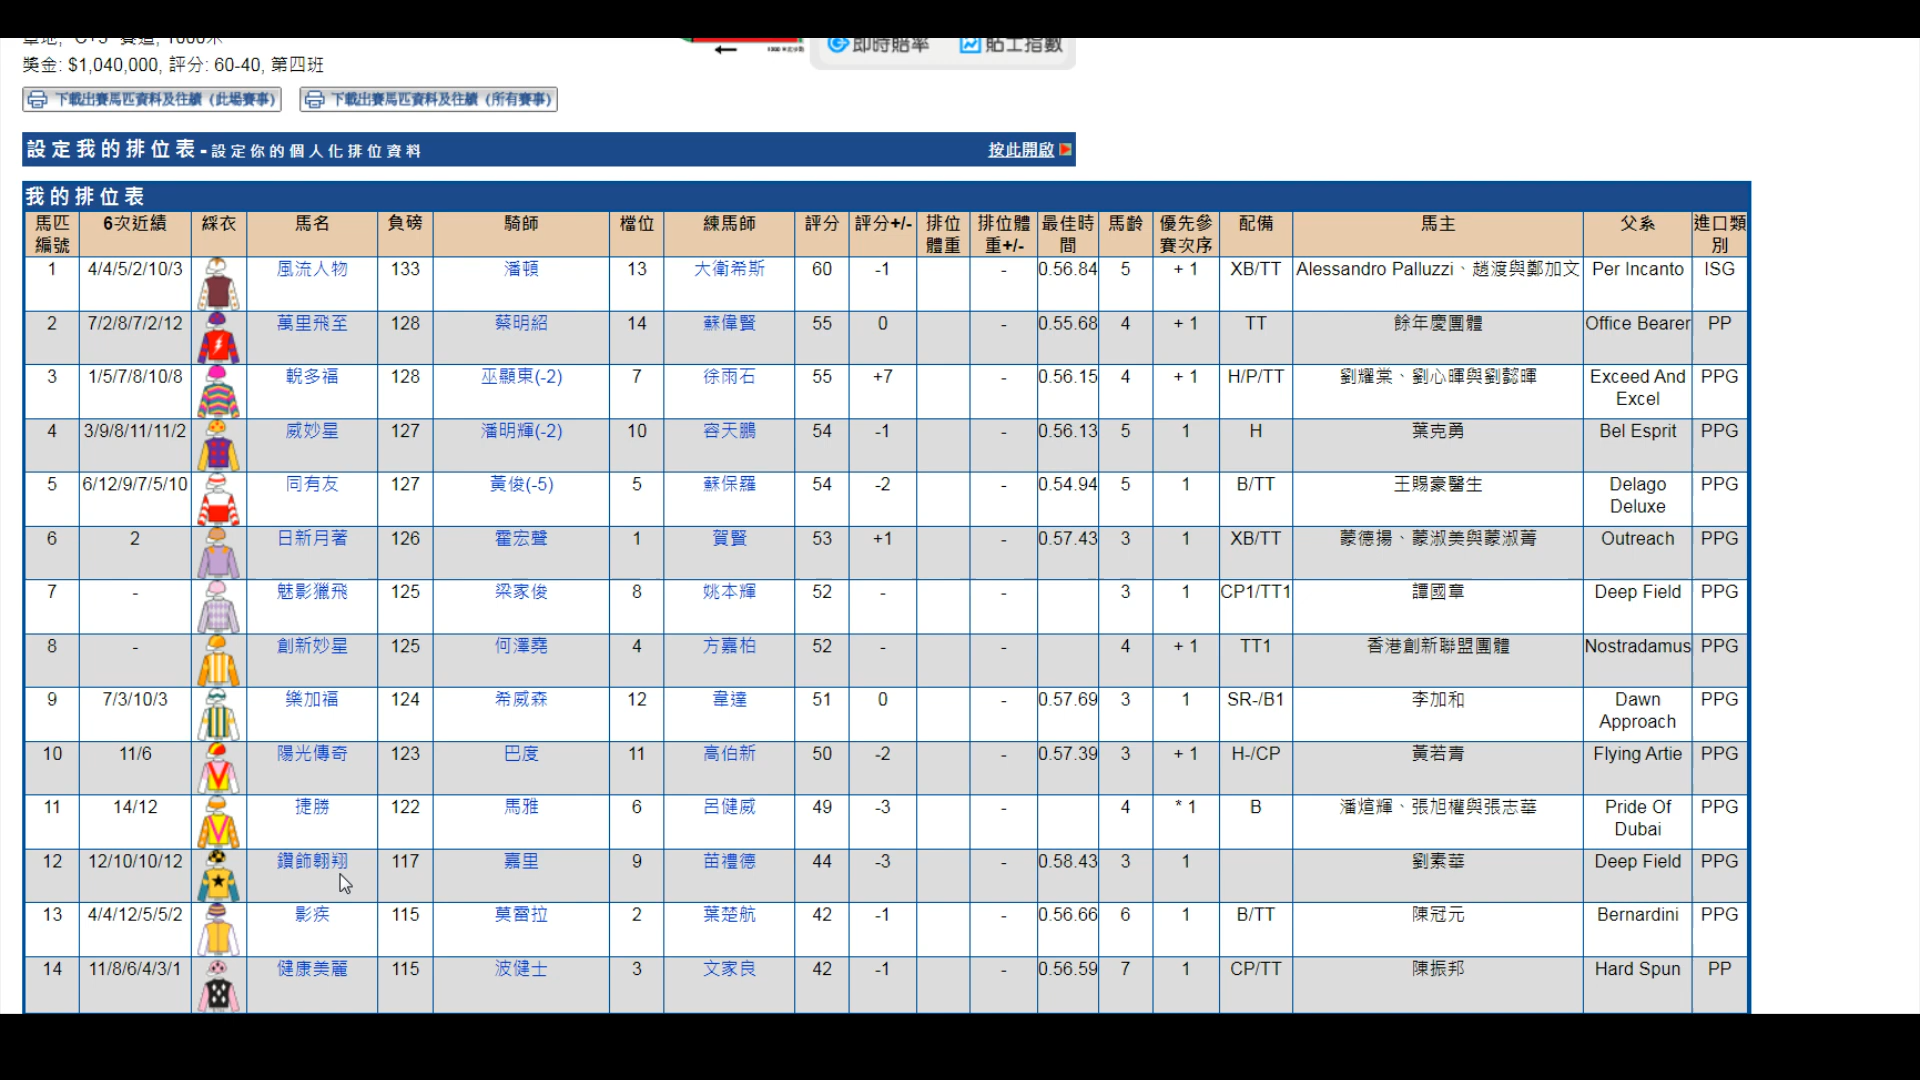 草地, "C+3" 賽道, 1000米
即時賠率 貼士指數
獎金: $1,040,000, 評分: 60-40, 第四班
下載出賽馬匹資料及往績 (此場賽事) 下載出賽馬匹資料及往績 (所有賽事)
設定我的排位表-設定你的個人化排位資料 按此開啟
我的排位表
馬匹編號 6次近績 綵衣 馬名 負磅 騎師 檔位 練馬師 評分 評分+/- 排位體重 排位體重+/- 最佳時間 馬齡 優先參賽次序 配備 馬主 父系 進口類別
1 4/4/5/2/10/3 風流人物 133 潘頓 13 大衛希斯 60 -1 - 0.56.84 5 + 1 XB/TT Alessandro Palluzzi、趙渡與鄭加文 Per Incanto ISG
2 7/2/8/7/2/12 萬里飛至 128 蔡明紹 14 蘇偉賢 55 0 - 0.55.68 4 + 1 TT 餘年慶團體 Office Bearer PP
3 1/5/7/8/10/8 輗多福 128 巫顯東(-2) 7 徐雨石 55 +7 - 0.56.15 4 + 1 H/P/TT 劉耀棠、劉心暉與劉懿暉 Exceed And Excel PPG
4 3/9/8/11/11/2 威妙星 127 潘明輝(-2) 10 容天鵬 54 -1 - 0.56.13 5 1 H 葉克勇 Bel Esprit PPG
5 6/12/9/7/5/10 同有友 127 黃俊(-5) 5 蘇保羅 54 -2 - 0.54.94 5 1 B/TT 王賜豪醫生 Delago Deluxe PPG
6 2 日新月著 126 霍宏聲 1 賀賢 53 +1 - 0.57.43 3 1 XB/TT 蒙德揚、蒙淑美與蒙淑菁 Outreach PPG
7 - 魅影獵飛 125 梁家俊 8 姚本輝 52 - - 3 1 CP1/TT1 譚國章 Deep Field PPG
8 - 創新妙星 125 何澤堯 4 方嘉柏 52 - - 4 + 1 TT1 香港創新聯盟團體 Nostradamus PPG
9 7/3/10/3 樂加福 124 希威森 12 韋達 51 0 - 0.57.69 3 1 SR-/B1 李加和 Dawn Approach PPG
10 11/6 陽光傳奇 123 巴度 11 高伯新 50 -2 - 0.57.39 3 + 1 H-/CP 黃若青 Flying Artie PPG
11 14/12 捷勝 122 馬雅 6 呂健威 49 -3 - 4 * 1 B 潘煊輝、張旭權與張志華 Pride Of Dubai PPG
12 12/10/10/12 鑽飾翱翔 117 嘉里 9 苗禮德 44 -3 - 0.58.43 3 1 劉素華 Deep Field PPG
13 4/4/12/5/5/2 影疾 115 莫雷拉 2 葉楚航 42 -1 - 0.56.66 6 1 B/TT 陳冠元 Bernardini PPG
14 11/8/6/4/3/1 健康美麗 115 波健士 3 文家良 42 -1 - 0.56.59 7 1 CP/TT 陳振邦 Hard Spun PP